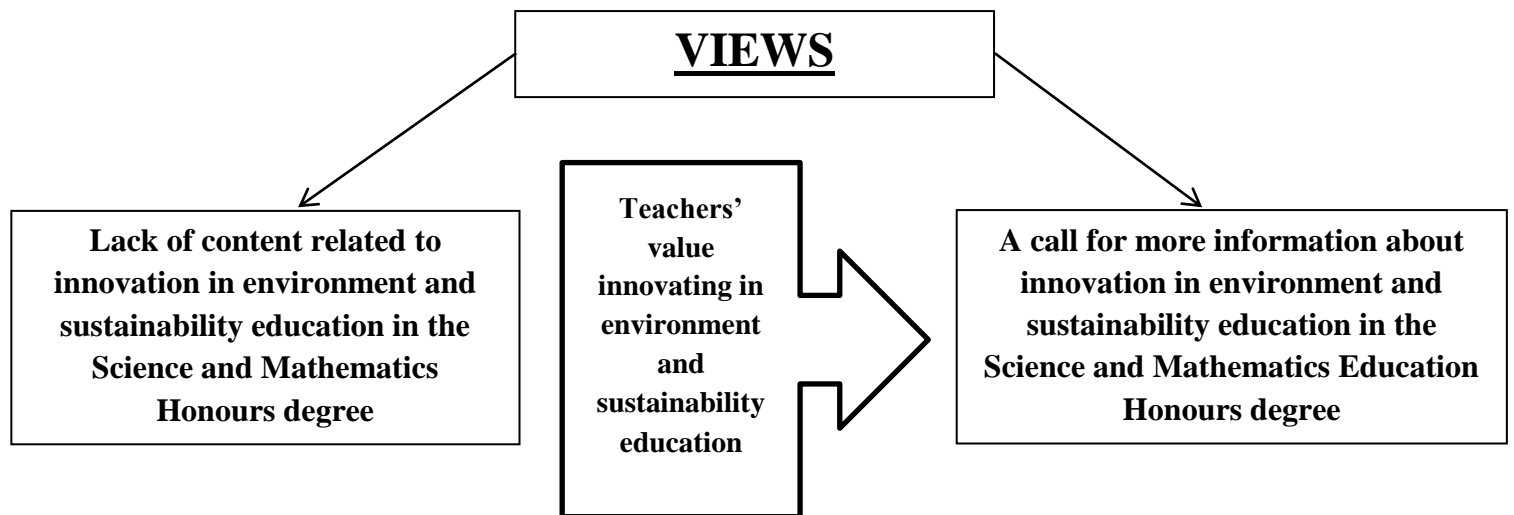 VIEWS
Lack of content related to
innovation in environment and
sustainability education in the
Science and Mathematics
Honours degree
Teachers’
value
innovating in
environment
and
sustainability
education
A call for more information about
innovation in environment and
sustainability education in the
Science and Mathematics Education
Honours degree